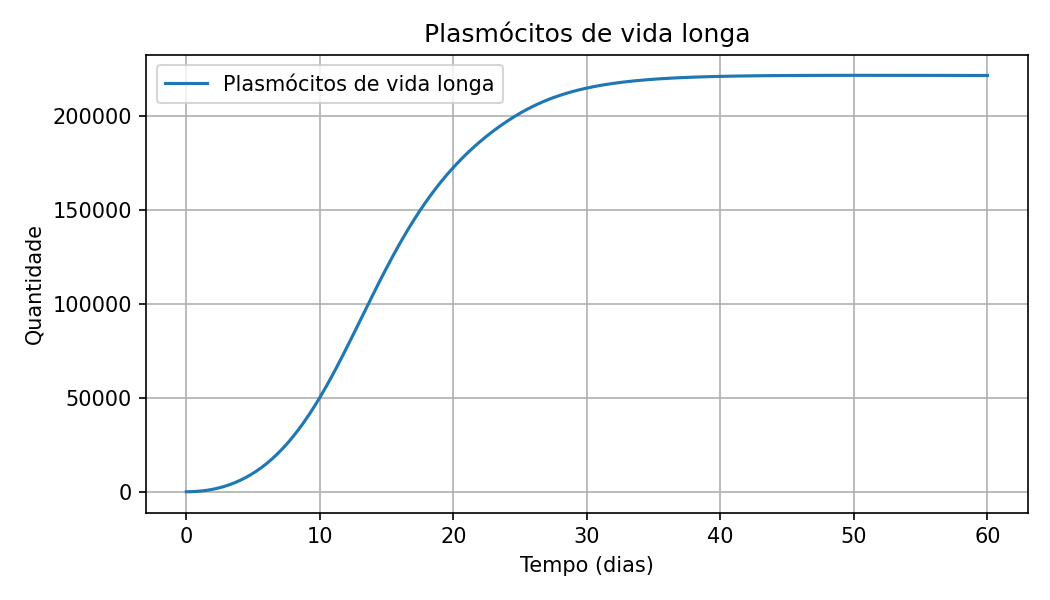 Plasmócitos de vida longa
Plasmócitos de vida longa
Quantidade
200000
150000
100000
50000
0
0 10 20 30 40 50 60
Tempo (dias)